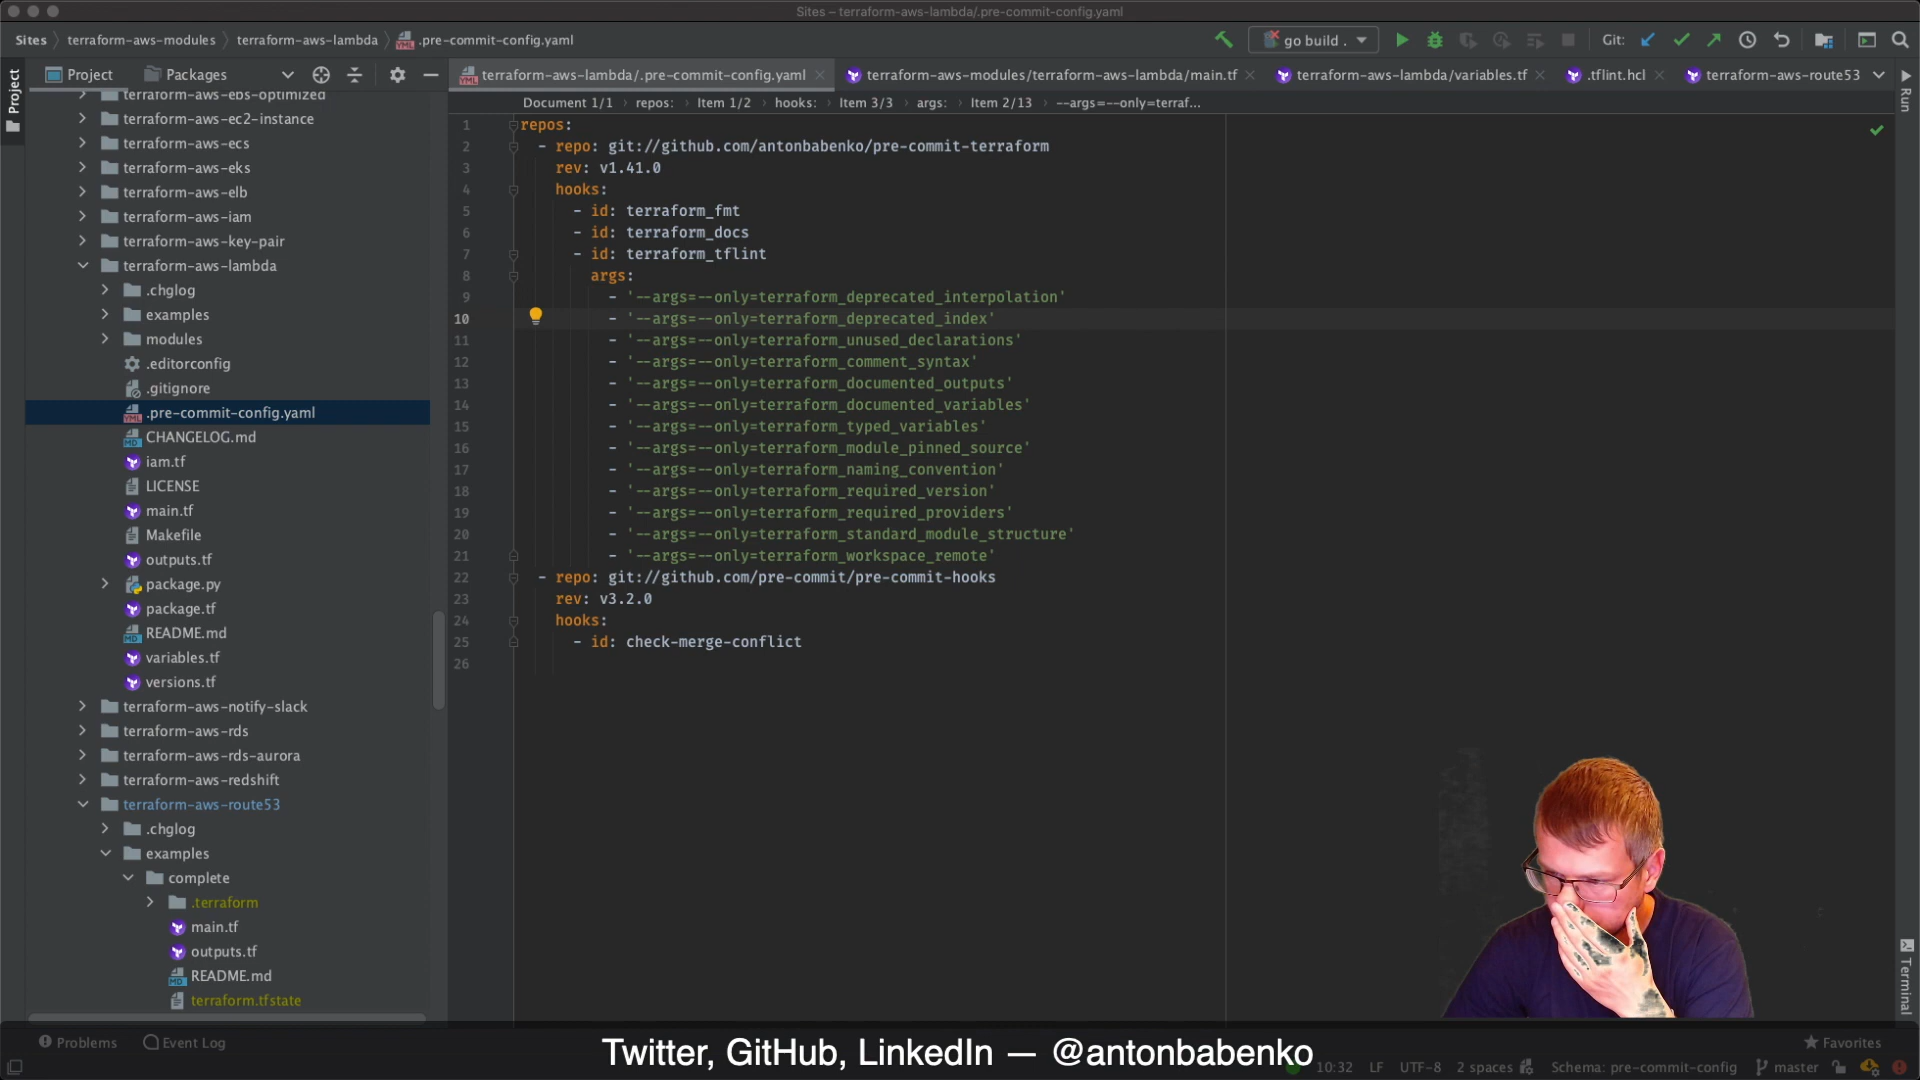 Sites – terraform-aws-lambda/.pre-commit-config.yaml
Sites terraform-aws-modules terraform-aws-lambda .pre-commit-config.yaml
go build .
Git:
Project
Project Packages
terraform-aws-lambda/.pre-commit-config.yaml
terraform-aws-modules/terraform-aws-lambda/main.tf
terraform-aws-lambda/variables.tf
.tflint.hcl
terraform-aws-route53
Run
Document 1/1 › repos: › Item 1/2 › hooks: › Item 3/3 › args: › Item 2/13 › --args=--only=terraf...
terraform-aws-ebs-optimized
terraform-aws-ec2-instance
terraform-aws-ecs
terraform-aws-eks
terraform-aws-elb
terraform-aws-iam
terraform-aws-key-pair
terraform-aws-lambda
.chglog
examples
modules
.editorconfig
.gitignore
.pre-commit-config.yaml
CHANGELOG.md
iam.tf
LICENSE
main.tf
Makefile
outputs.tf
package.py
package.tf
README.md
variables.tf
versions.tf
terraform-aws-notify-slack
terraform-aws-rds
terraform-aws-rds-aurora
terraform-aws-redshift
terraform-aws-route53
.chglog
examples
complete
.terraform
main.tf
outputs.tf
README.md
terraform.tfstate
1 repos:
2 - repo: git://github.com/antonbabenko/pre-commit-terraform
3 rev: v1.41.0
4 hooks:
5 - id: terraform_fmt
6 - id: terraform_docs
7 - id: terraform_tflint
8 args:
9 - '--args=--only=terraform_deprecated_interpolation'
10 - '--args=--only=terraform_deprecated_index'
11 - '--args=--only=terraform_unused_declarations'
12 - '--args=--only=terraform_comment_syntax'
13 - '--args=--only=terraform_documented_outputs'
14 - '--args=--only=terraform_documented_variables'
15 - '--args=--only=terraform_typed_variables'
16 - '--args=--only=terraform_module_pinned_source'
17 - '--args=--only=terraform_naming_convention'
18 - '--args=--only=terraform_required_version'
19 - '--args=--only=terraform_required_providers'
20 - '--args=--only=terraform_standard_module_structure'
21 - '--args=--only=terraform_workspace_remote'
22 - repo: git://github.com/pre-commit/pre-commit-hooks
23 rev: v3.2.0
24 hooks:
25 - id: check-merge-conflict
26
Terminal
Problems Event Log
Twitter, GitHub, LinkedIn — @antonbabenko
Favorites
10:32 LF UTF-8 2 spaces Schema: pre-commit-config master